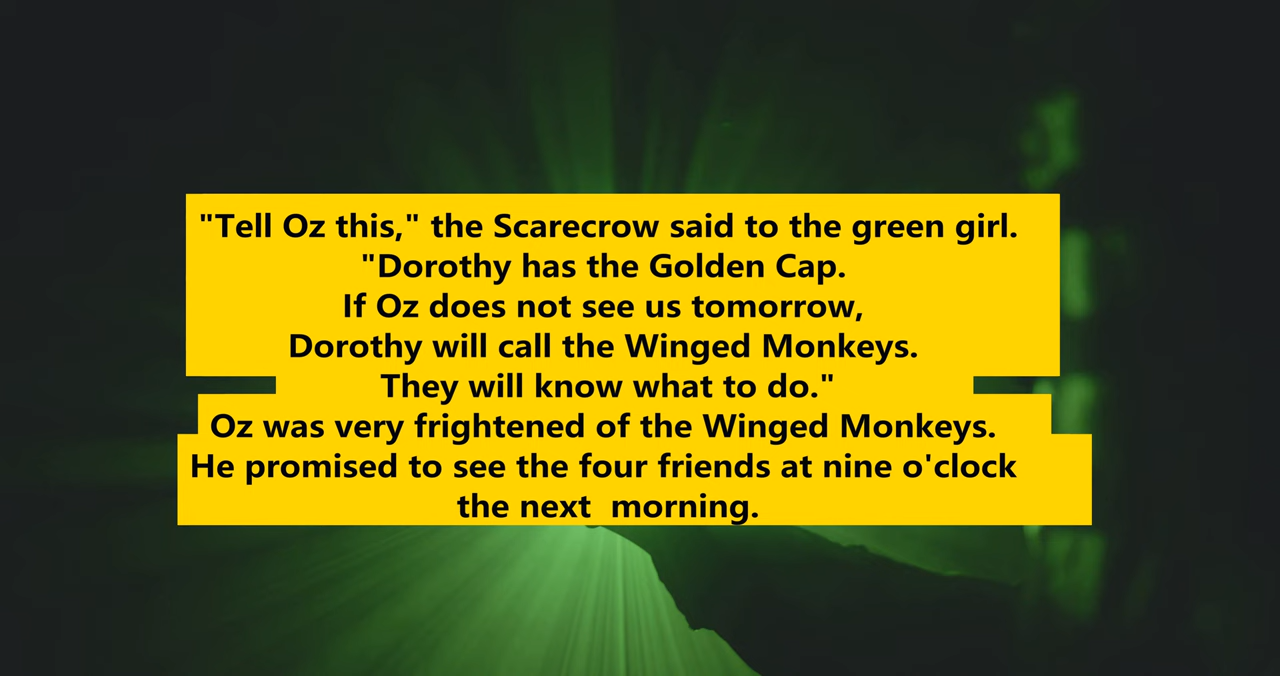 "Tell Oz this," the Scarecrow said to the green girl.
"Dorothy has the Golden Cap.
If Oz does not see us tomorrow,
Dorothy will call the Winged Monkeys.
They will know what to do."
Oz was very frightened of the Winged Monkeys.
He promised to see the four friends at nine o'clock
the next  morning.